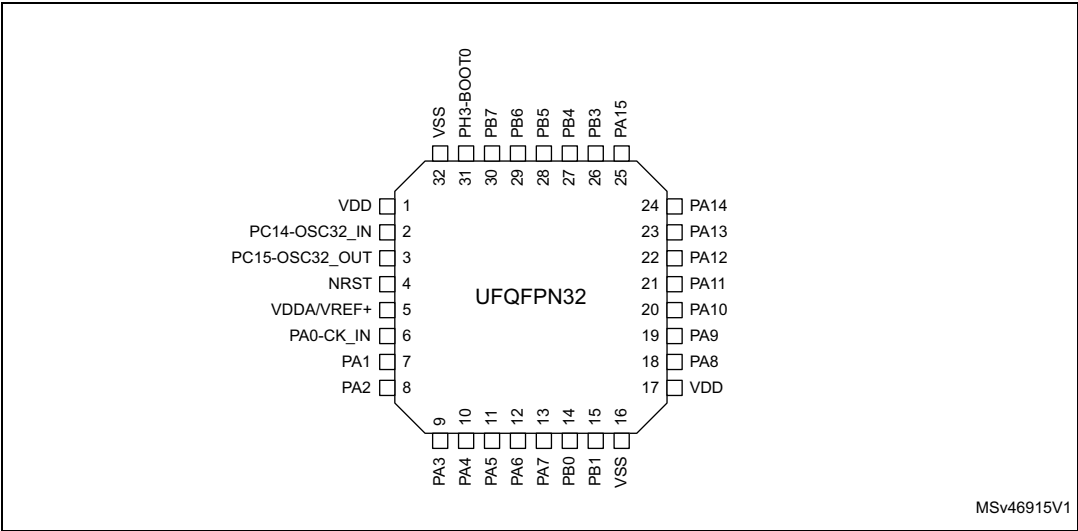 VSS
PH3-BOOT0
PB7
PB6
PB5
PB4
PB3
PA15
32
31
30
29
28
27
26
25
VDD 1
PC14-OSC32_IN 2
PC15-OSC32_OUT 3
NRST 4
VDDA/VREF+ 5
PA0-CK_IN 6
PA1 7
PA2 8
24 PA14
23 PA13
22 PA12
21 PA11
20 PA10
19 PA9
18 PA8
17 VDD
UFQFPN32
9
10
11
12
13
14
15
16
PA3
PA4
PA5
PA6
PA7
PB0
PB1
VSS
MSv46915V1